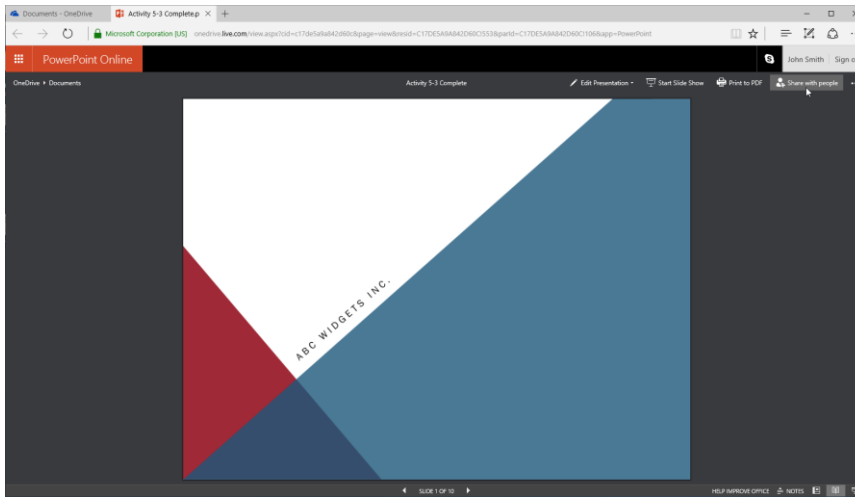 Documents - OneDrive
Activity 5-3 Complete.p
Microsoft Corporation [US] onedrive.live.com/view.aspx?cid=c17de5a9a842d60c&page=view&resid=C17DE5A9A842D60C!553&parId=C17DE5A9A842D60C!106&app=PowerPoint
PowerPoint Online
John Smith
Sign o
OneDrive
Documents
Activity 5-3 Complete
Edit Presentation
Start Slide Show
Print to PDF
Share with people
ABC WIDGETS INC.
SLIDE 1 OF 10
HELP IMPROVE OFFICE
NOTES